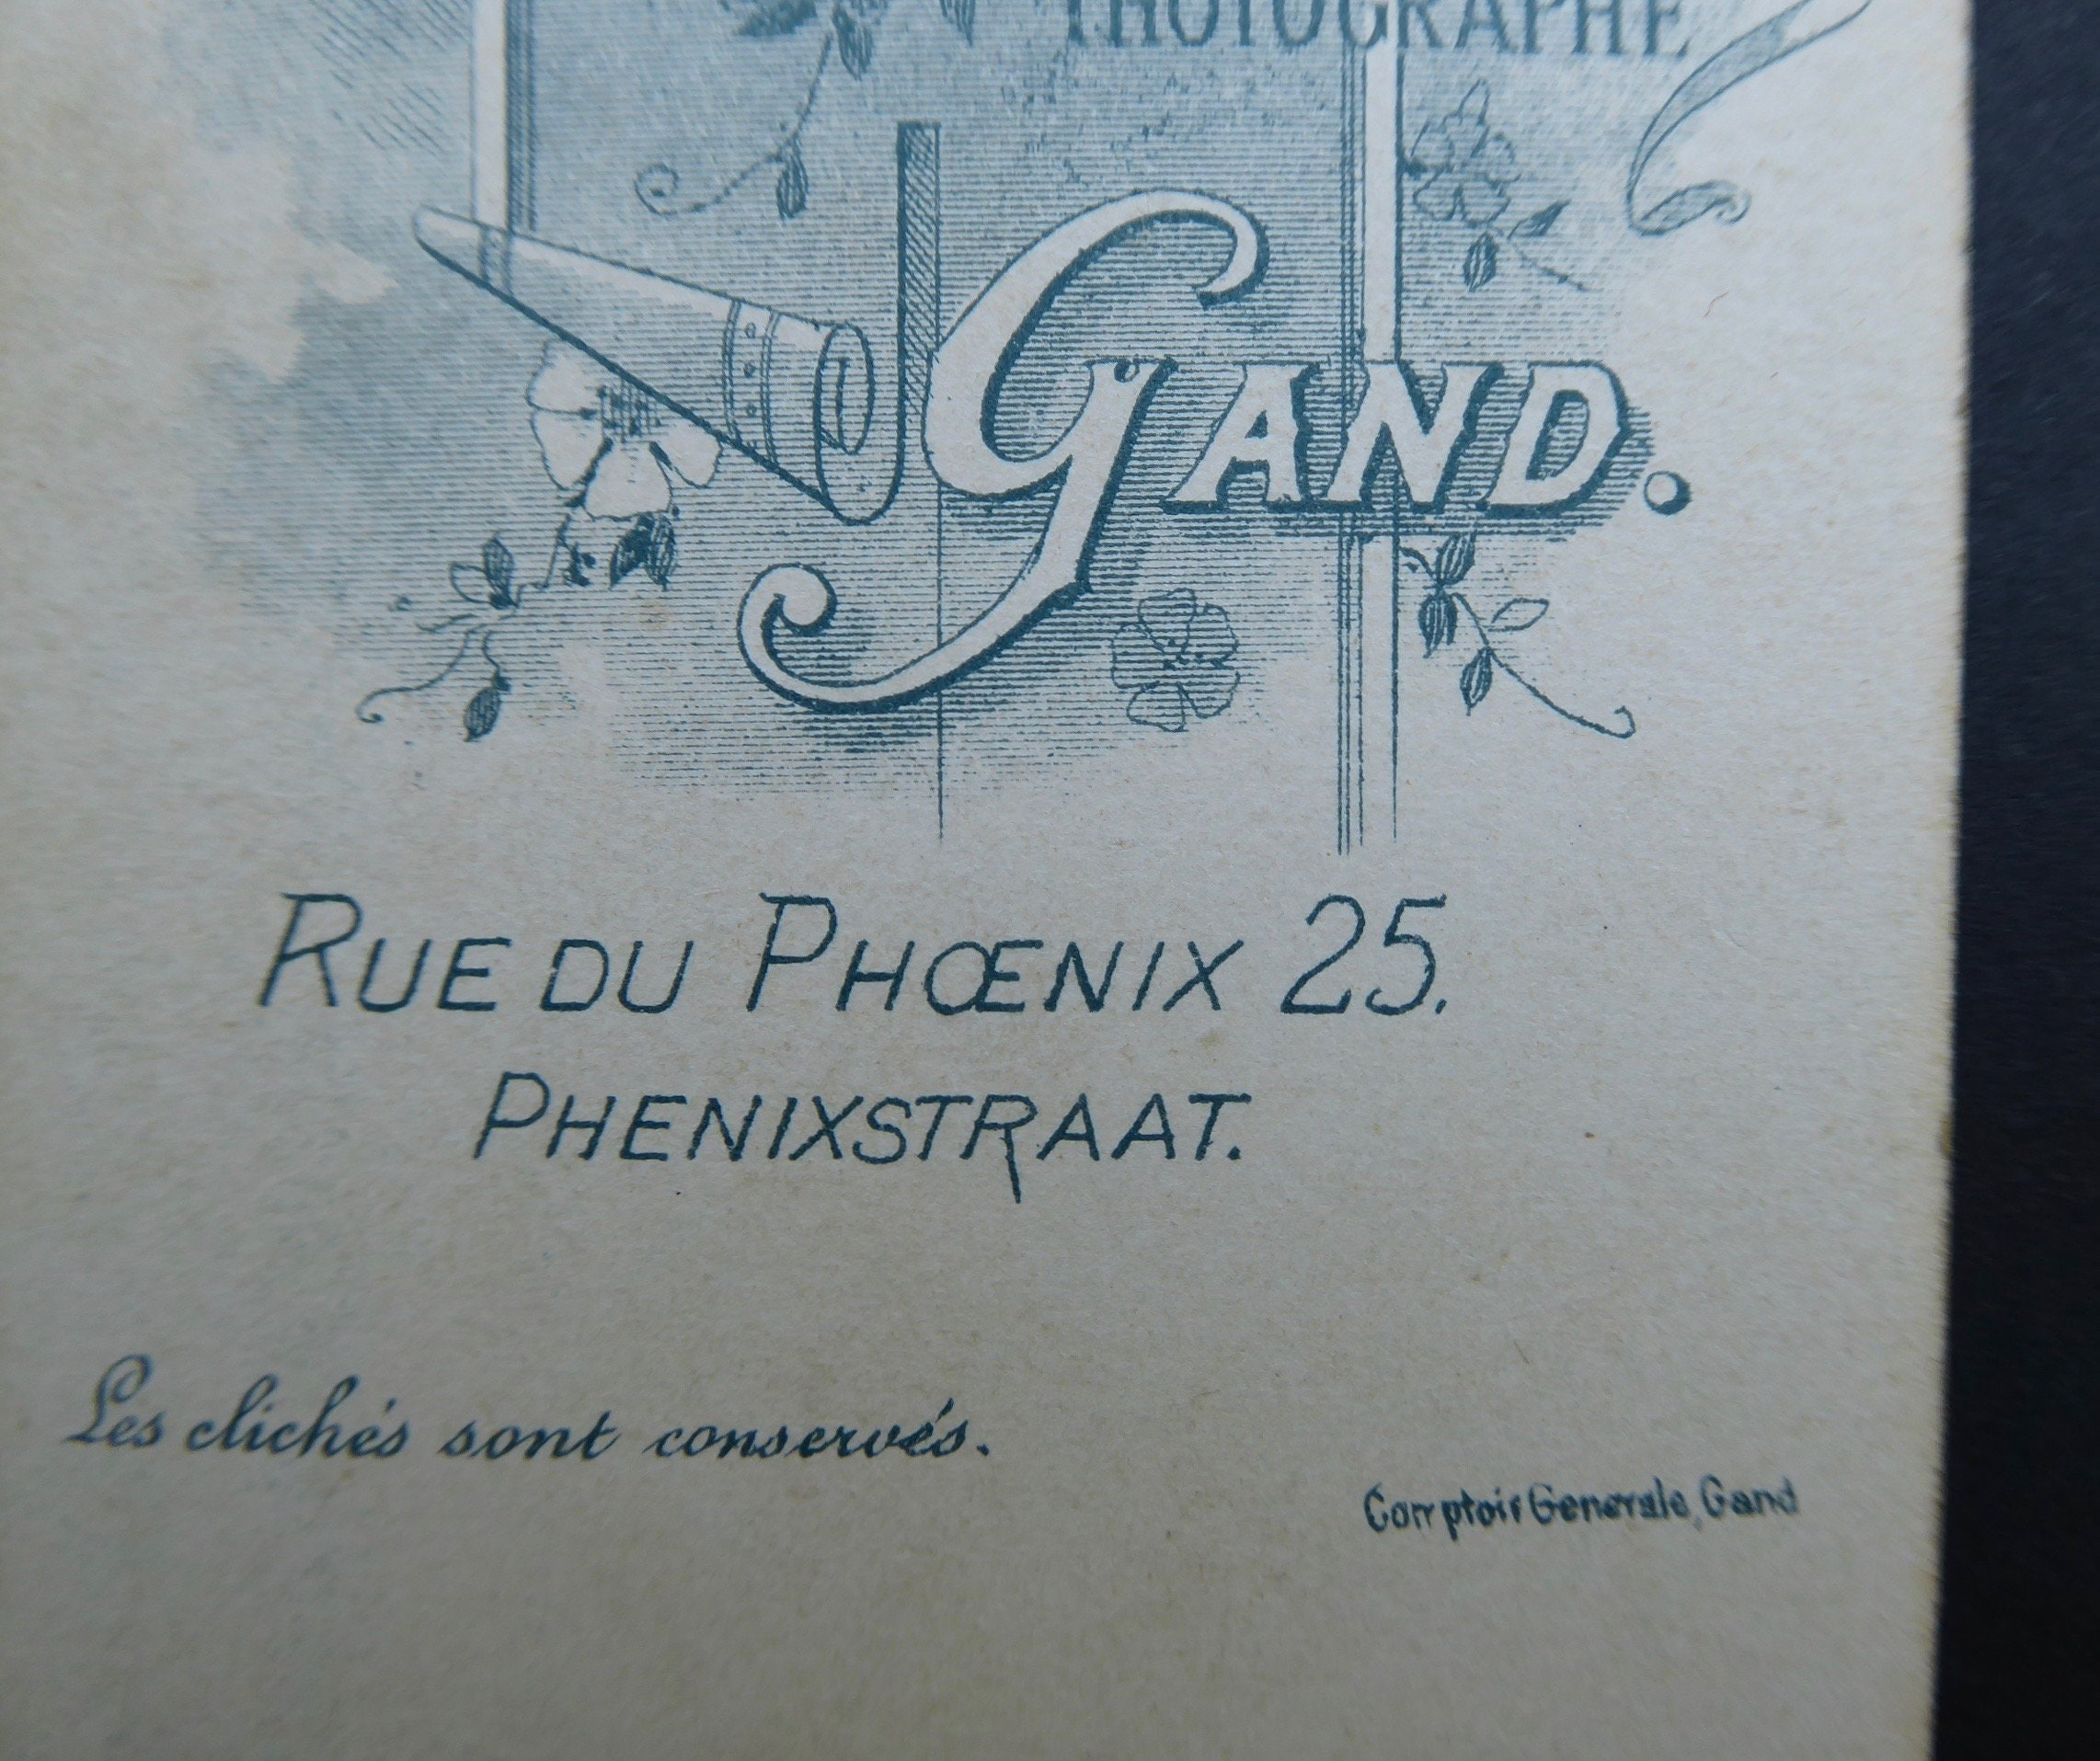 PHOTOGRAPHE
GAND.
RUE DU PHŒNIX 25.
PHENIXSTRAAT.
Les clichés sont conservés.
Comptoir Generale, Gand